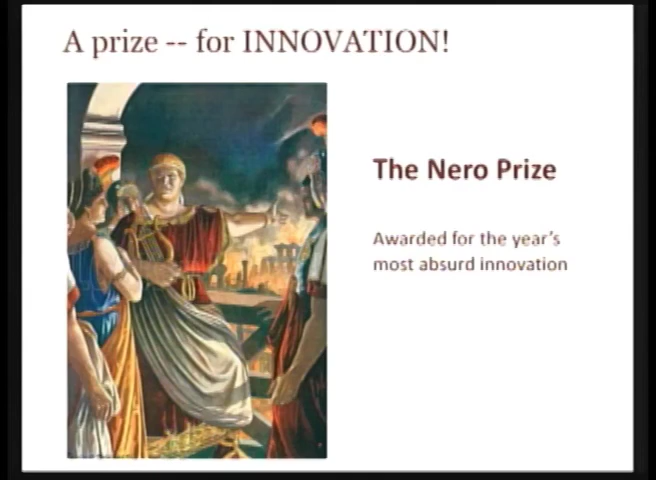 A prize -- for INNOVATION!
The Nero Prize
Awarded for the year's
most absurd innovation